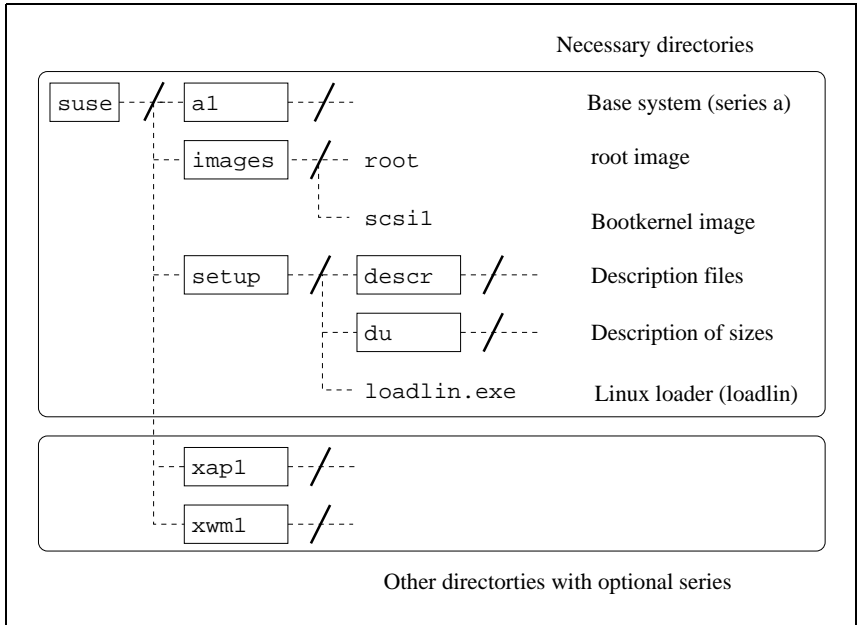 Necessary directories
suse a1 Base system (series a)
images root root image
scsi1 Bootkernel image
setup descr Description files
du Description of sizes
loadlin.exe Linux loader (loadlin)
xap1
xwm1
Other directorties with optional series